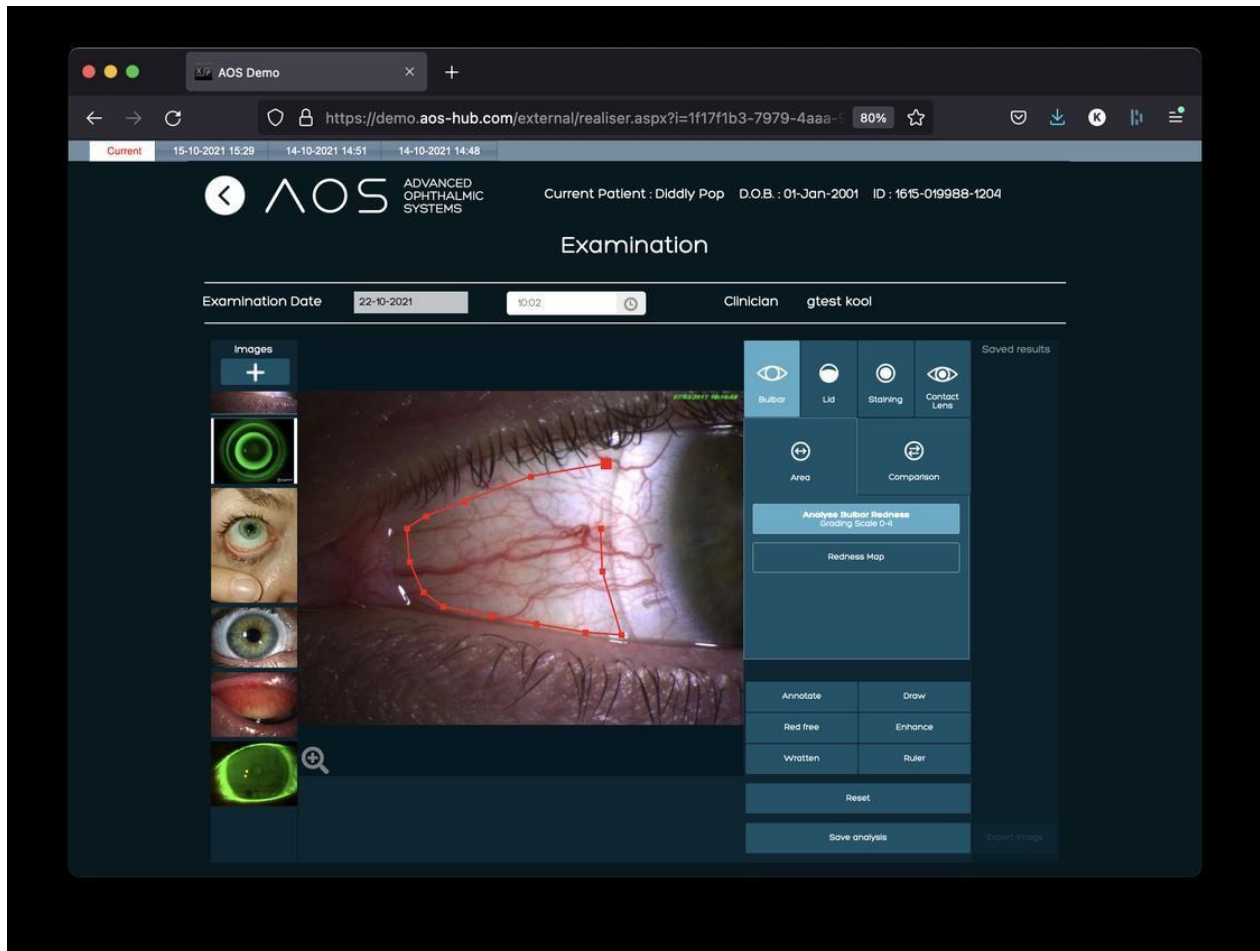 AOS Demo
https://demo.aos-hub.com/external/realiser.aspx?i=1f17f1b3-7979-4aaa- 80%
Current 15-10-2021 15:29 14-10-2021 14:51 14-10-2021 14:48
AOS ADVANCED
OPHTHALMIC
SYSTEMS
Current Patient : Diddly Pop D.O.B. : 01-Jan-2001 ID : 1615-019988-1204
Examination
Examination Date 22-10-2021 10:02 Clinician gtest kool
Images
Bulbar Lid Staining Contact
Lens
Saved results
Area Comparison
Analyse Bulbar Redness
Grading Scale 0-4
Redness Map
Annotate Draw
Red free Enhance
Wratten Ruler
Reset
Save analysis
Export image